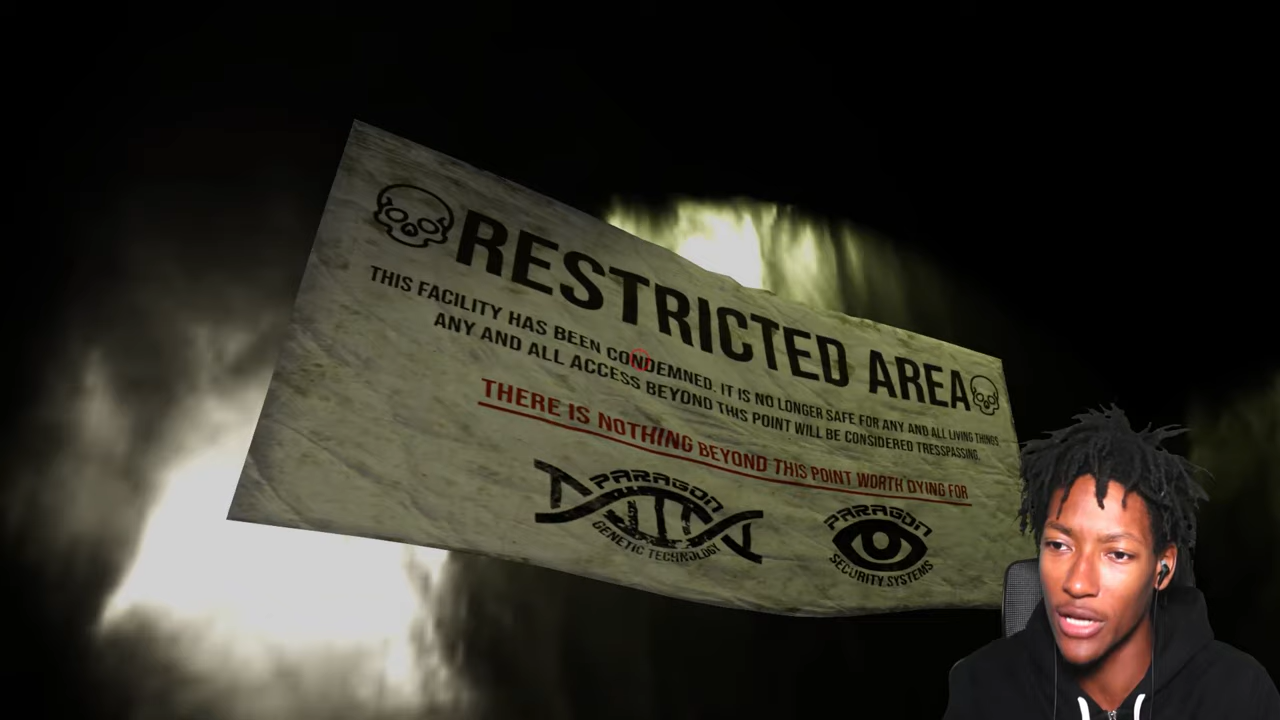 RESTRICTED AREA
THIS FACILITY HAS BEEN CONDEMNED. IT IS NO LONGER SAFE FOR ANY AND ALL LIVING THINGS
ANY AND ALL ACCESS BEYOND THIS POINT WILL BE CONSIDERED TRESSPASSING.
THERE IS NOTHING BEYOND THIS POINT WORTH DYING FOR
PARAGON
GENETIC TECHNOLOGY
PARAGON
SECURITY SYSTEMS